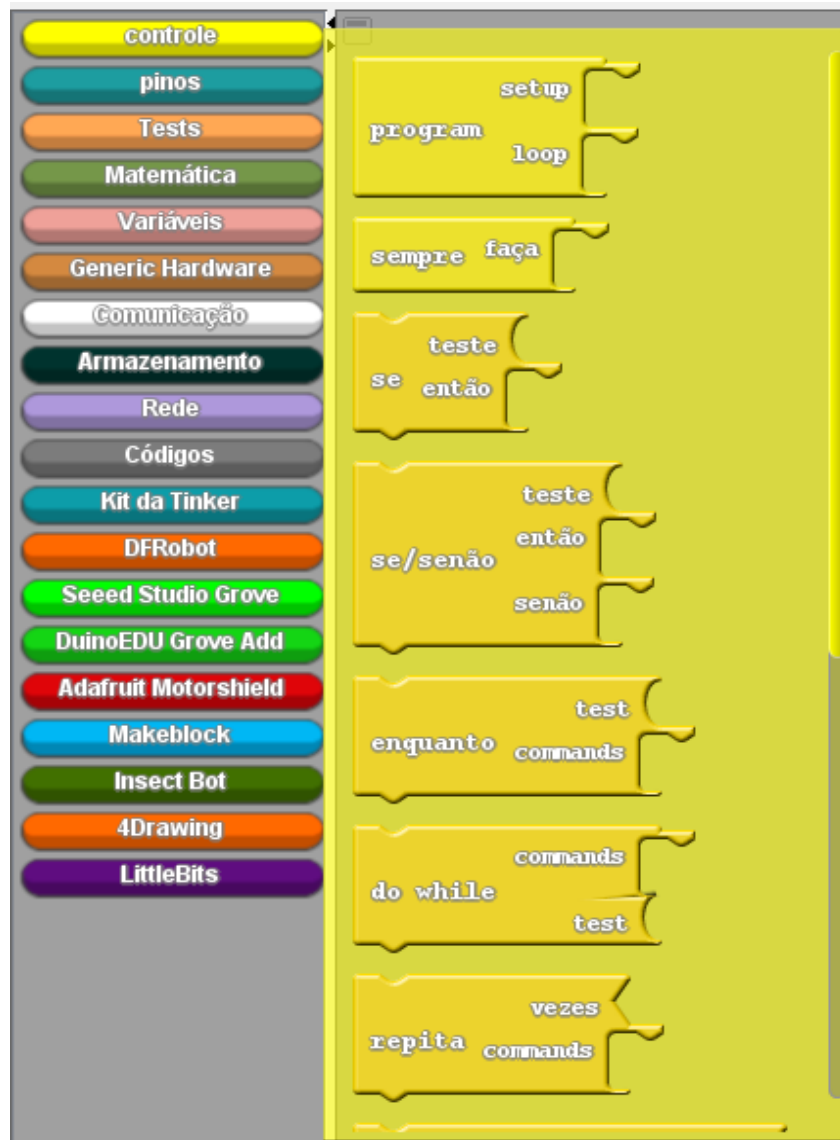 controle
pinos
Tests
Matemática
Variáveis
Generic Hardware
Comunicação
Armazenamento
Rede
Códigos
Kit da Tinker
DFRobot
Seeed Studio Grove
DuinoEDU Grove Add
Adafruit Motorshield
Makeblock
Insect Bot
4Drawing
LittleBits
setup
program
loop
sempre faça
teste
se
então
teste
então
se/senão
senão
test
enquanto commands
commands
do while
test
vezes
repita commands